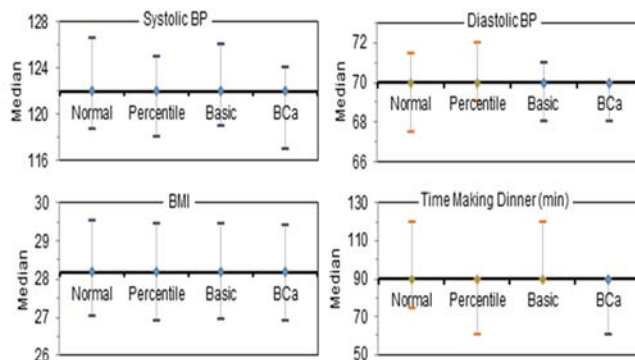 Systolic BP
128
124
120
116
Median
Normal Percentile Basic BCa
Diastolic BP
72
70
68
66
Median
Normal Percentile Basic BCa
BMI
30
29
28
27
26
Median
Normal Percentile Basic BCa
Time Making Dinner (min)
130
110
90
70
50
Median
Normal Percentile Basic BCa